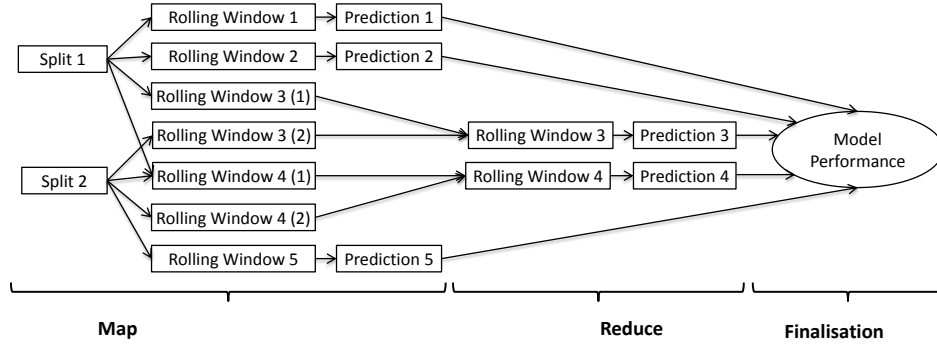 Rolling Window 1
Prediction 1
Split 1
Rolling Window 2
Prediction 2
Rolling Window 3 (1)
Rolling Window 3 (2)
Rolling Window 3
Prediction 3
Model
Performance
Split 2
Rolling Window 4 (1)
Rolling Window 4
Prediction 4
Rolling Window 4 (2)
Rolling Window 5
Prediction 5
Map
Reduce
Finalisation